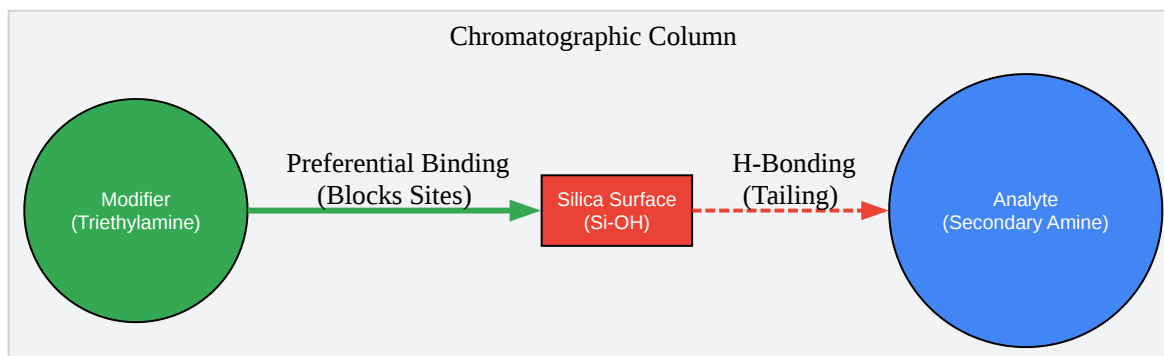 Chromatographic Column
Preferential Binding
(Blocks Sites)
H-Bonding
(Tailing)
Modifier
(Triethylamine)
Silica Surface
(Si-OH)
Analyte
(Secondary Amine)